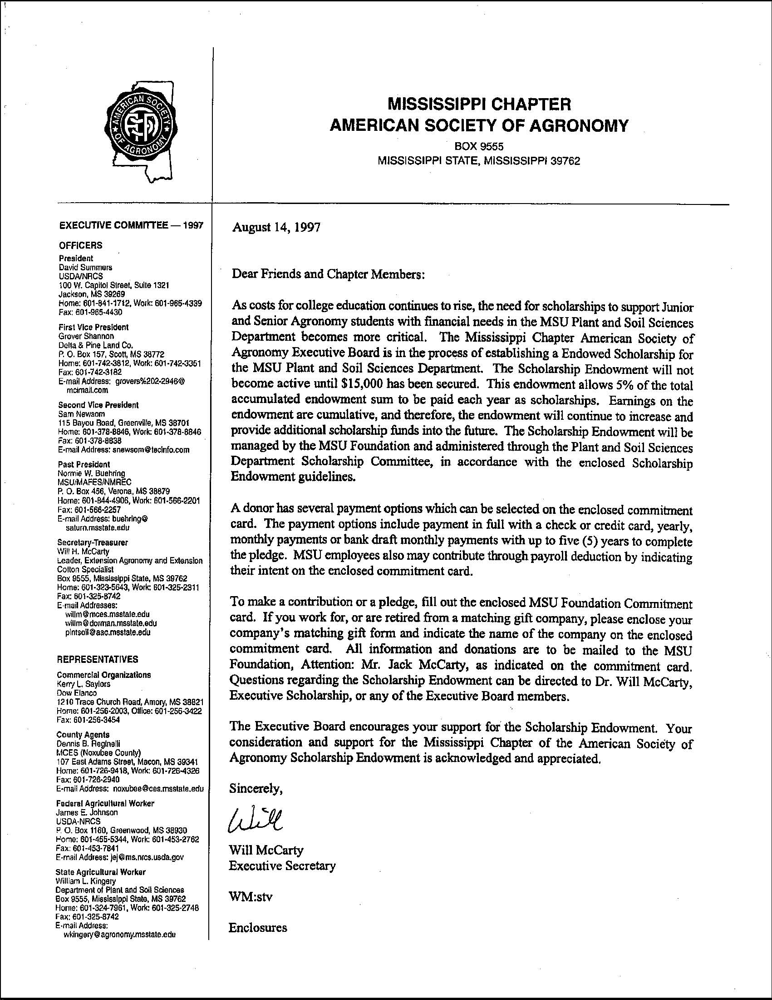 AMERICAN SOCIETY
OF AGRONOMY
MISSISSIPPI CHAPTER
AMERICAN SOCIETY OF AGRONOMY
BOX 9555
MISSISSIPPI STATE, MISSISSIPPI 39762
EXECUTIVE COMMITTEE — 1997
OFFICERS
President
David Summers
USDA/NRCS
100 W. Capitol Street, Suite 1321
Jackson, MS 39269
Home: 601-841-1712, Work: 601-965-4339
Fax: 601-965-4430
First Vice President
Grover Shannon
Delta & Pine Land Co.
P. O. Box 157, Scott, MS 38772
Home: 601-742-3812, Work: 601-742-3351
Fax: 601-742-3182
E-mail Address: grovers%202-2946@
mcimail.com
Second Vice President
Sam Newsom
115 Bayou Road, Greenville, MS 38701
Home: 601-378-8846, Work: 601-378-8846
Fax: 601-378-8838
E-mail Address: snewsom@tecinfo.com
Past President
Normie W. Buehring
MSU/MAFES/NMREC
P. O. Box 456, Verona, MS 38879
Home: 601-844-4906, Work: 601-566-2201
Fax: 601-566-2257
E-mail Address: buehring@
saturn.msstate.edu
Secretary-Treasurer
Will H. McCarty
Leader, Extension Agronomy and Extension
Cotton Specialist
Box 9555, Mississippi State, MS 39762
Home: 601-323-5643, Work: 601-325-2311
Fax: 601-325-8742
E-mail Addresses:
willm@mces.msstate.edu
willm@dorman.msstate.edu
plntsoil@aac.msstate.edu
REPRESENTATIVES
Commercial Organizations
Kerry L. Saylors
Dow Elanco
1210 Trace Church Road, Amory, MS 38821
Home: 601-256-2003, Office: 601-256-3422
Fax: 601-256-3454
County Agents
Dennis B. Reginelli
MCES (Noxubee County)
107 East Adams Street, Macon, MS 39341
Home: 601-726-9418, Work: 601-726-4326
Fax: 601-726-2940
E-mail Address: noxubee@ces.msstate.edu
Federal Agricultural Worker
James E. Johnson
USDA-NRCS
P. O. Box 1160, Greenwood, MS 38930
Home: 601-455-5344, Work: 601-453-2762
Fax: 601-453-7841
E-mail Address: jej@ms.nrcs.usda.gov
State Agricultural Worker
William L. Kingery
Department of Plant and Soil Sciences
Box 9555, Mississippi State, MS 39762
Home: 601-324-7961, Work: 601-325-2748
Fax: 601-325-8742
E-mail Address:
wkingery@agronomy.msstate.edu
August 14, 1997
Dear Friends and Chapter Members:
As costs for college education continues to rise, the need for scholarships to support Junior
and Senior Agronomy students with financial needs in the MSU Plant and Soil Sciences
Department becomes more critical. The Mississippi Chapter American Society of
Agronomy Executive Board is in the process of establishing a Endowed Scholarship for
the MSU Plant and Soil Sciences Department. The Scholarship Endowment will not
become active until $15,000 has been secured. This endowment allows 5% of the total
accumulated endowment sum to be paid each year as scholarships. Earnings on the
endowment are cumulative, and therefore, the endowment will continue to increase and
provide additional scholarship funds into the future. The Scholarship Endowment will be
managed by the MSU Foundation and administered through the Plant and Soil Sciences
Department Scholarship Committee, in accordance with the enclosed Scholarship
Endowment guidelines.
A donor has several payment options which can be selected on the enclosed commitment
card. The payment options include payment in full with a check or credit card, yearly,
monthly payments or bank draft monthly payments with up to five (5) years to complete
the pledge. MSU employees also may contribute through payroll deduction by indicating
their intent on the enclosed commitment card.
To make a contribution or a pledge, fill out the enclosed MSU Foundation Commitment
card. If you work for, or are retired from a matching gift company, please enclose your
company's matching gift form and indicate the name of the company on the enclosed
commitment card. All information and donations are to be mailed to the MSU
Foundation, Attention: Mr. Jack McCarty, as indicated on the commitment card.
Questions regarding the Scholarship Endowment can be directed to Dr. Will McCarty,
Executive Scholarship, or any of the Executive Board members.
The Executive Board encourages your support for the Scholarship Endowment. Your
consideration and support for the Mississippi Chapter of the American Society of
Agronomy Scholarship Endowment is acknowledged and appreciated.
Sincerely,
Will
Will McCarty
Executive Secretary
WM:stv
Enclosures